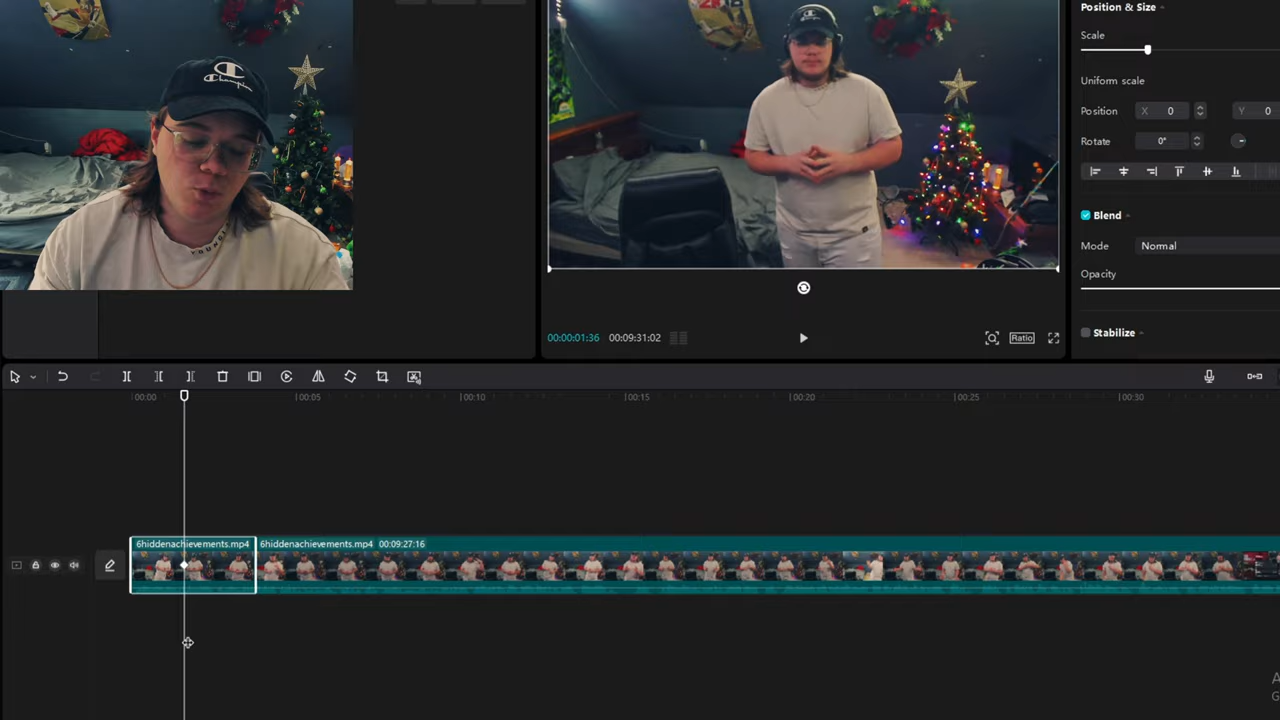 Champion
YOUNG
Position & Size
Scale
Uniform scale
Position X 0 Y 0
Rotate 0°
Blend
Mode Normal
Opacity
00:00:01:36 00:09:31:02
Ratio
Stabilize
00:00 00:05 00:10 00:15 00:20 00:25 00:30
6hiddenachievements.mp4 6hiddenachievements.mp4 00:09:27:16
A
G